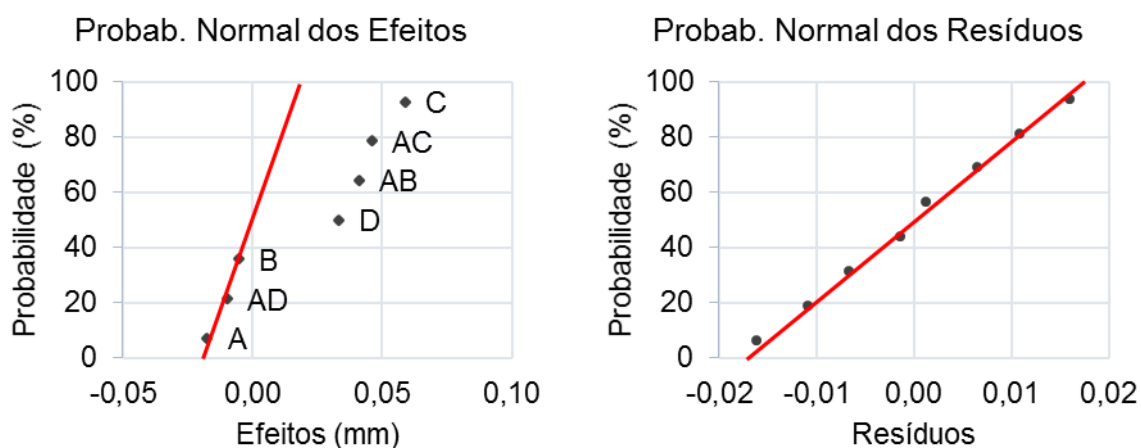 Probab. Normal dos Efeitos
Probabilidade (%)
100
80
60
40
20
0
C
AC
AB
D
B
AD
A
-0,05
0,00
0,05
0,10
Efeitos (mm)
Probab. Normal dos Resíduos
Probabilidade (%)
100
80
60
40
20
0
-0,02
-0,01
0,00
0,01
0,02
Resíduos